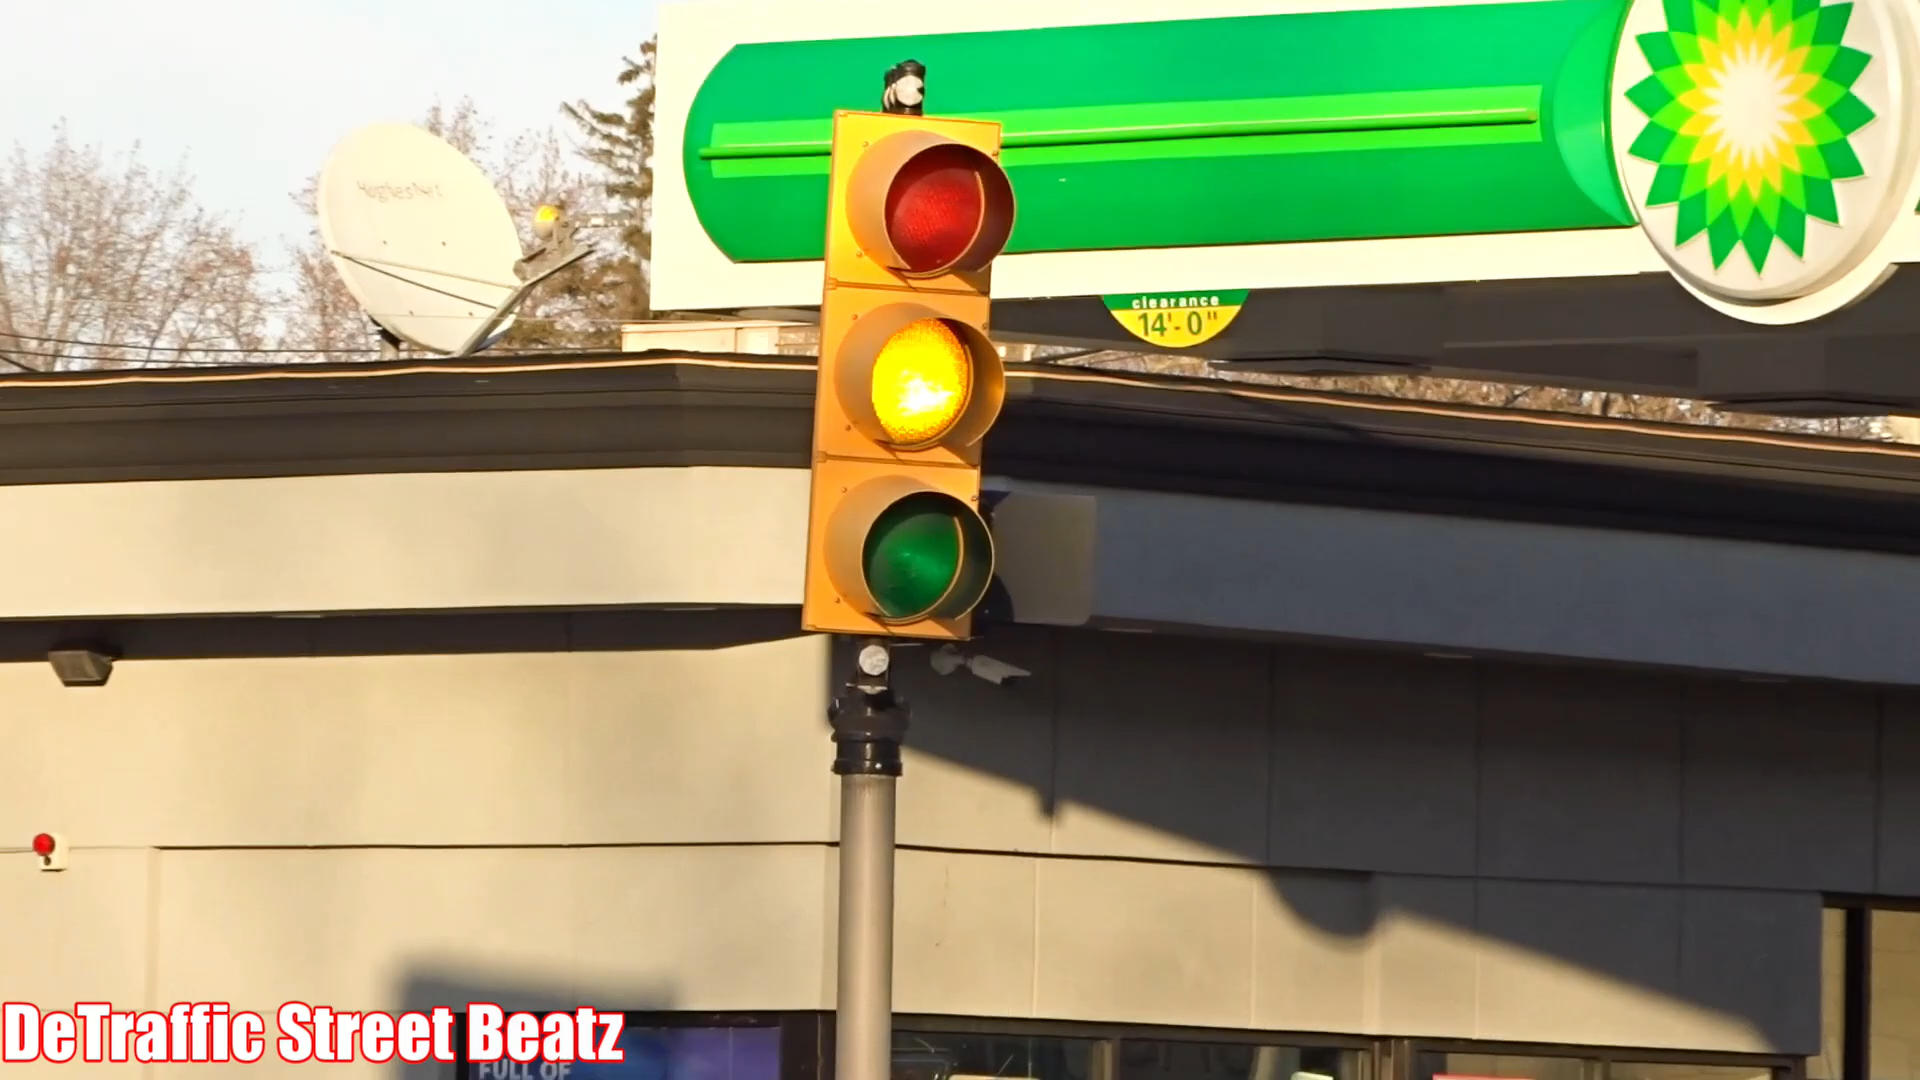 HughesNet
clearance
14'-0"
DeTraffic Street Beatz
FULL OF